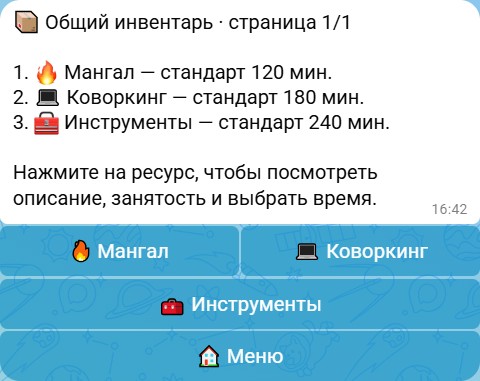 📦 Общий инвентарь · страница 1/1
1. 🔥 Мангал — стандарт 120 мин.
2. 💻 Коворкинг — стандарт 180 мин.
3. 🧰 Инструменты — стандарт 240 мин.
Нажмите на ресурс, чтобы посмотреть
описание, занятость и выбрать время.
16:42
🔥 Мангал
💻 Коворкинг
🧰 Инструменты
🏠 Меню